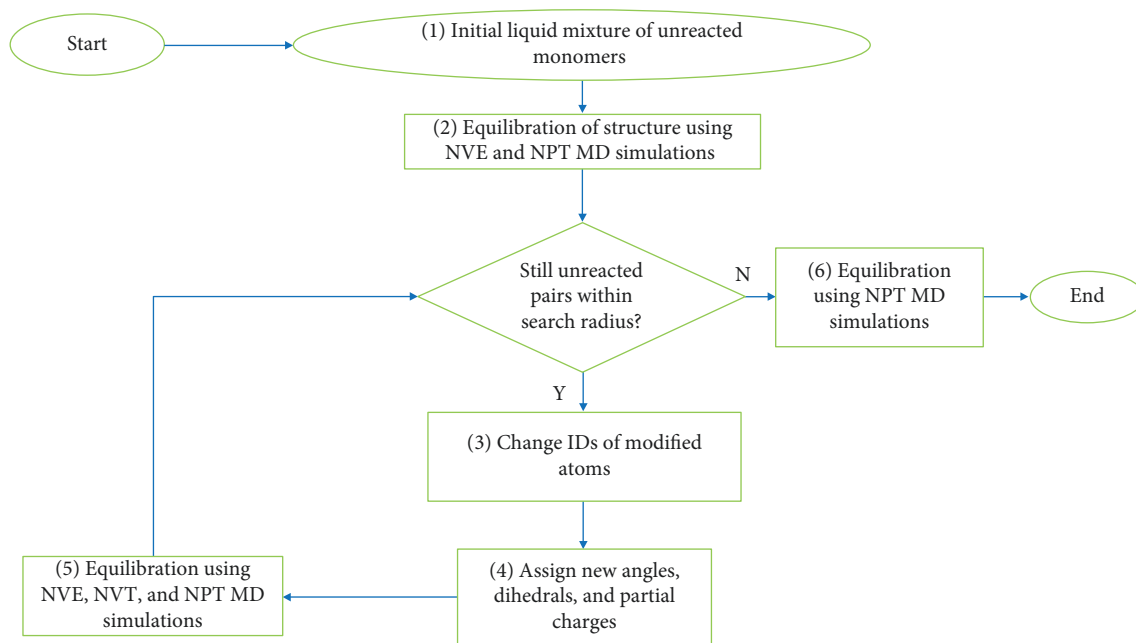 Start
(1) Initial liquid mixture of unreacted
monomers
(2) Equilibration of structure using
NVE and NPT MD simulations
Still unreacted
pairs within
search radius?
N
(6) Equilibration
using NPT MD
simulations
End
Y
(3) Change IDs of modified
atoms
(4) Assign new angles,
dihedrals, and partial
charges
(5) Equilibration using
NVE, NVT, and NPT MD
simulations